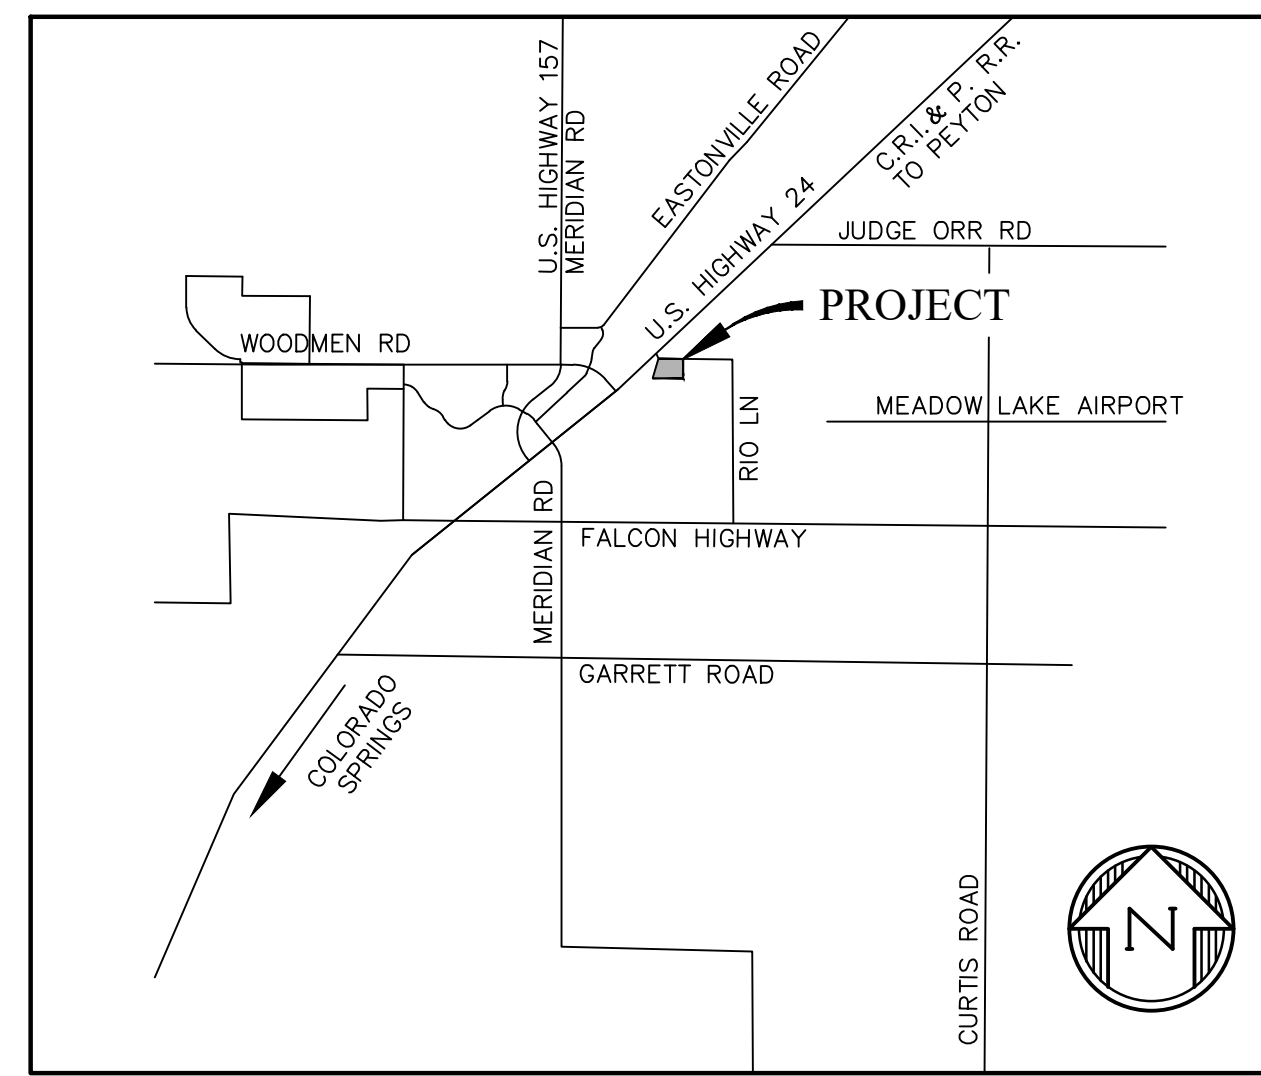 U.S. HIGHWAY 157
MERIDIAN RD
EASTONVILLE ROAD
U.S. HIGHWAY 24
C.R.I. & P. R.R.
TO PEYTON
JUDGE ORR RD
PROJECT
WOODMEN RD
MEADOW LAKE AIRPORT
RIO LN
MERIDIAN RD
FALCON HIGHWAY
GARRETT ROAD
COLORADO
SPRINGS
CURTIS ROAD
N